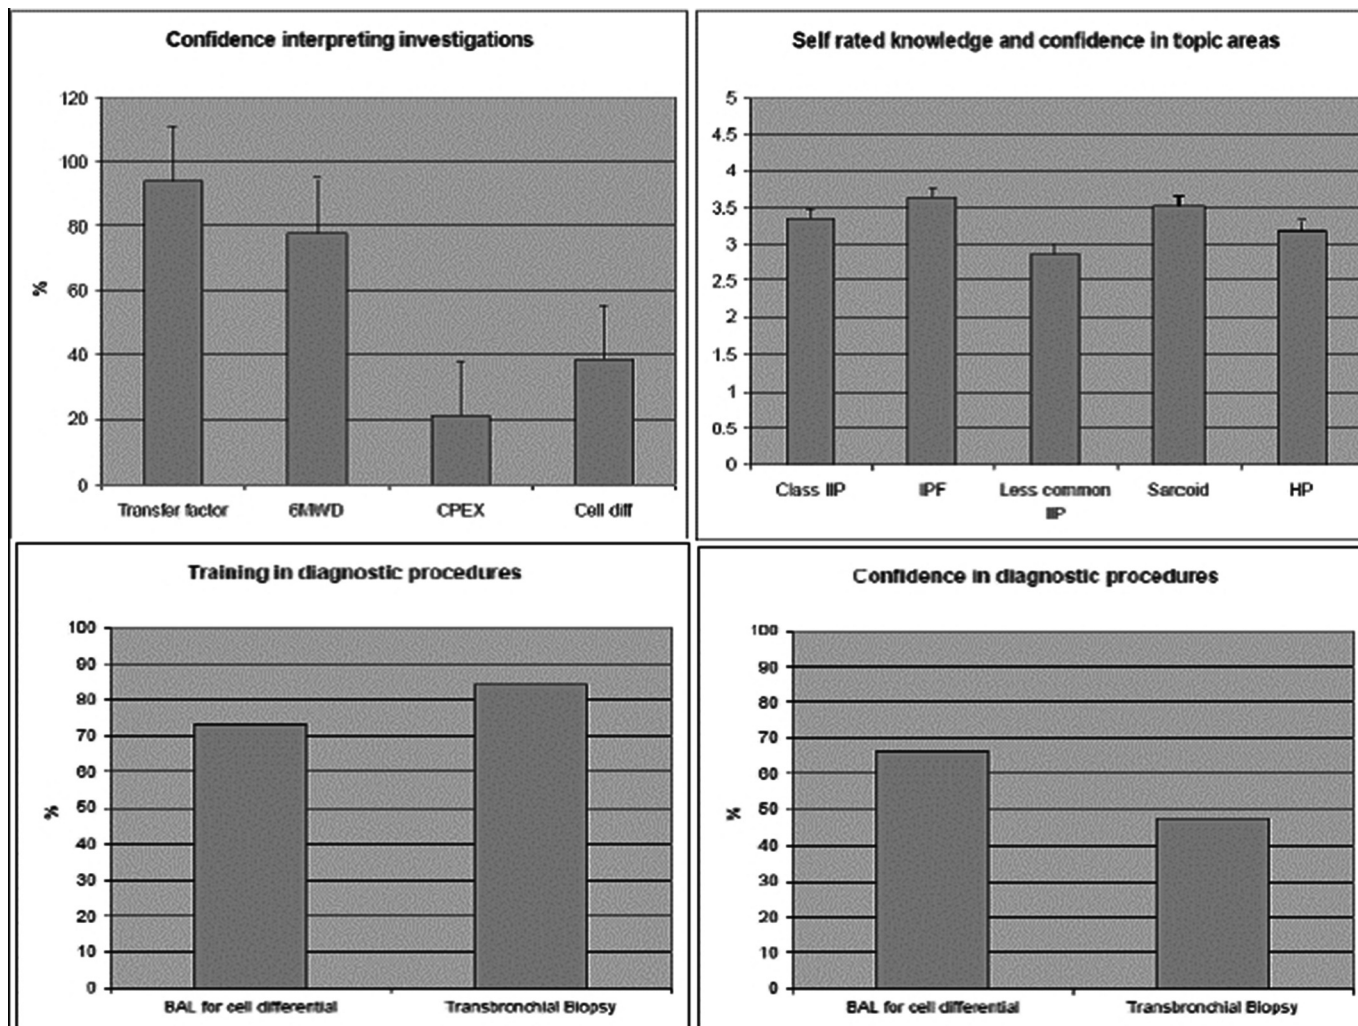 Confidence interpreting investigations
120
100
80
60
40
20
0
%
Transfer factor
6MWD
CPEX
Cell diff
Self rated knowledge and confidence in topic areas
5
4.5
4
3.5
3
2.5
2
1.5
1
0.5
0
Class IIP
IPF
Less common
IIP
Sarcoid
HP
Training in diagnostic procedures
100
90
80
70
60
50
40
30
20
10
0
%
BAL for cell differential
Transbronchial Biopsy
Confidence in diagnostic procedures
100
90
80
70
60
50
40
30
20
10
0
%
BAL for cell differential
Transbronchial Biopsy